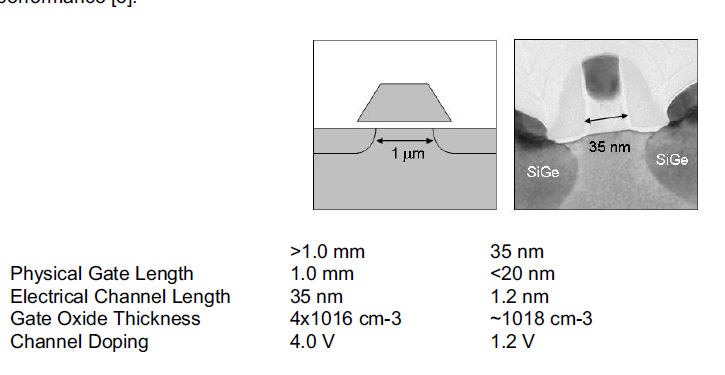 performance [5].
1 μm
35 nm
SiGe
SiGe
>1.0 mm 35 nm
Physical Gate Length 1.0 mm <20 nm
Electrical Channel Length 35 nm 1.2 nm
Gate Oxide Thickness 4x1016 cm-3 ~1018 cm-3
Channel Doping 4.0 V 1.2 V